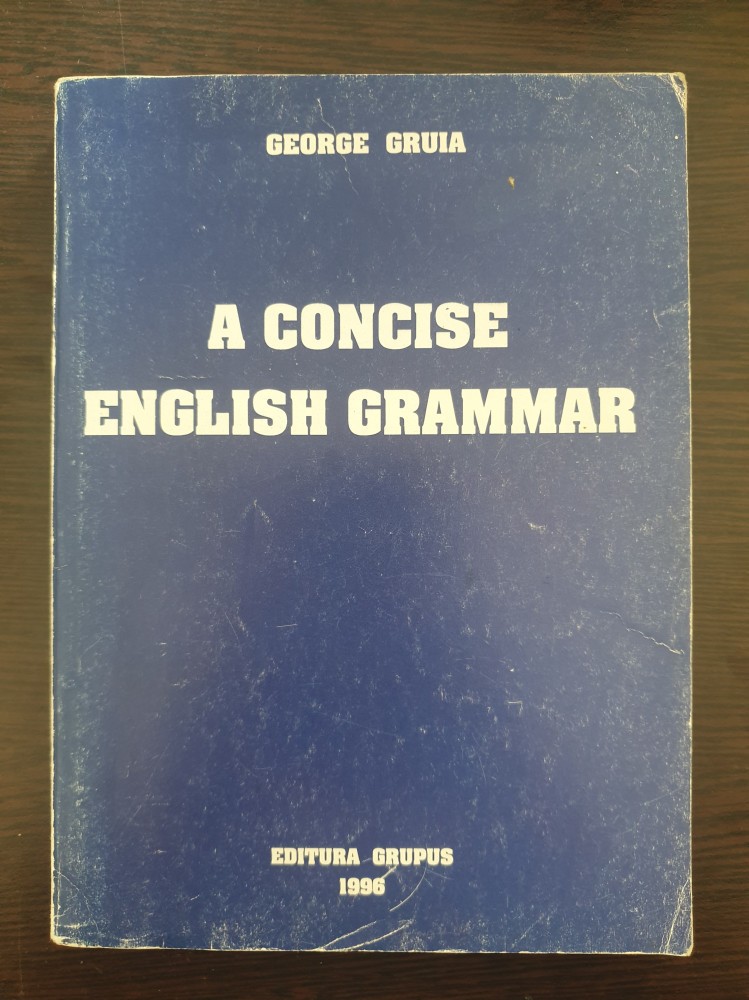 GEORGE GRUIA
A CONCISE
ENGLISH GRAMMAR
EDITURA GRUPUS
1996